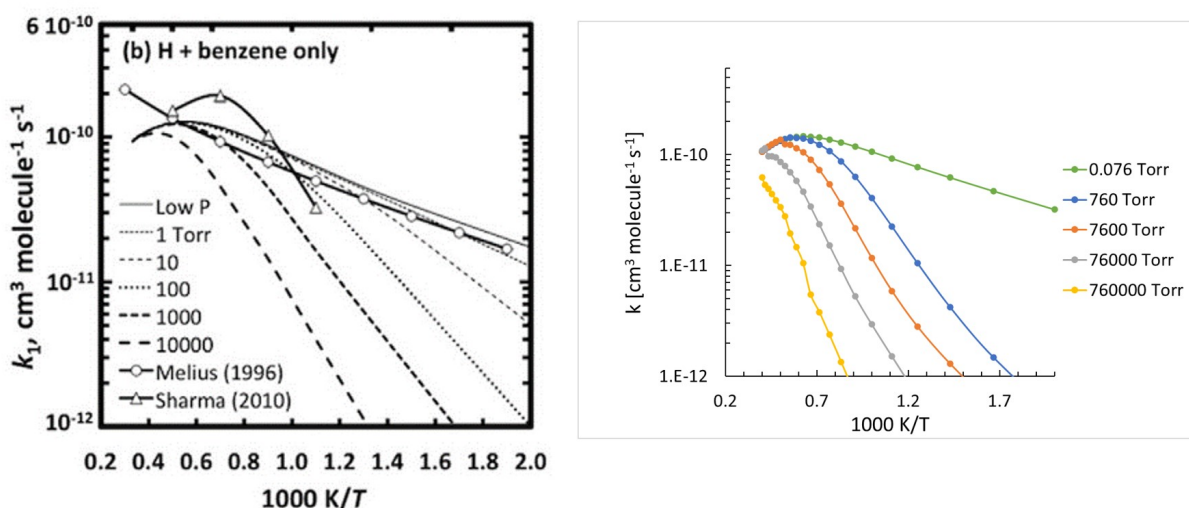 6 10⁻¹⁰
(b) H + benzene only
10⁻¹⁰
10⁻¹¹
10⁻¹²
k₁, cm³ molecule⁻¹ s⁻¹
Low P
1 Torr
10
100
1000
10000
Melius (1996)
Sharma (2010)
0.2 0.4 0.6 0.8 1.0 1.2 1.4 1.6 1.8 2.0
1000 K/T
k [cm³ molecule⁻¹ s⁻¹]
1.E-10
1.E-11
1.E-12
0.2 0.7 1.2 1.7
1000 K/T
0.076 Torr
760 Torr
7600 Torr
76000 Torr
760000 Torr